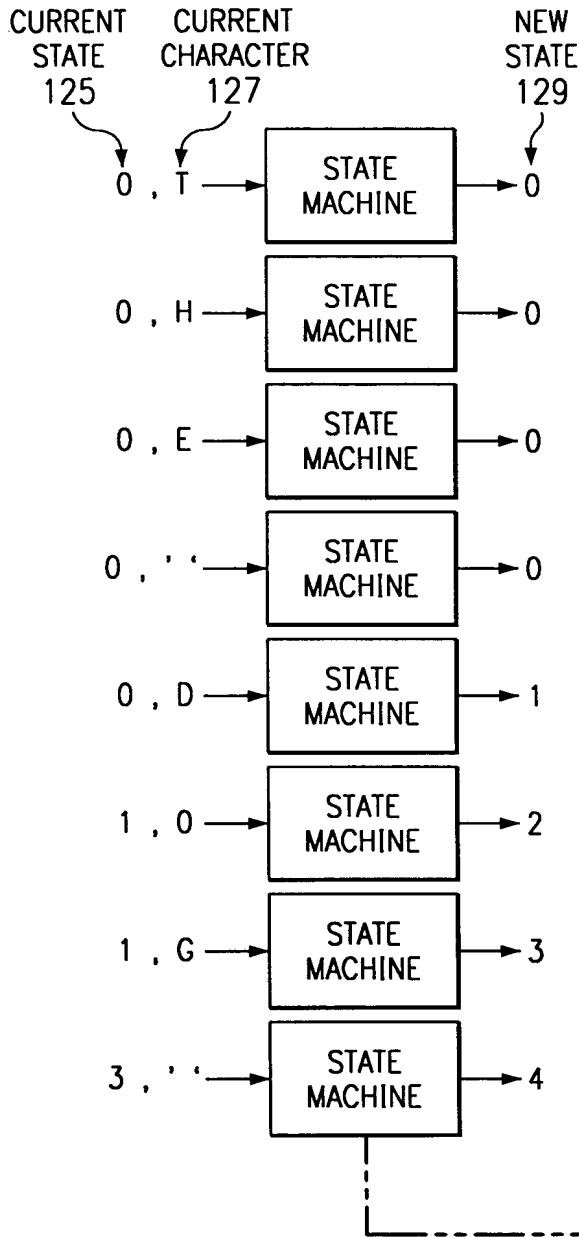 CURRENT STATE 125
CURRENT CHARACTER 127
NEW STATE 129
0 , T STATE MACHINE 0
0 , H STATE MACHINE 0
0 , E STATE MACHINE 0
0 , ’ ‘ STATE MACHINE 0
0 , D STATE MACHINE 1
1 , O STATE MACHINE 2
1 , G STATE MACHINE 3
3 , ’ ‘ STATE MACHINE 4